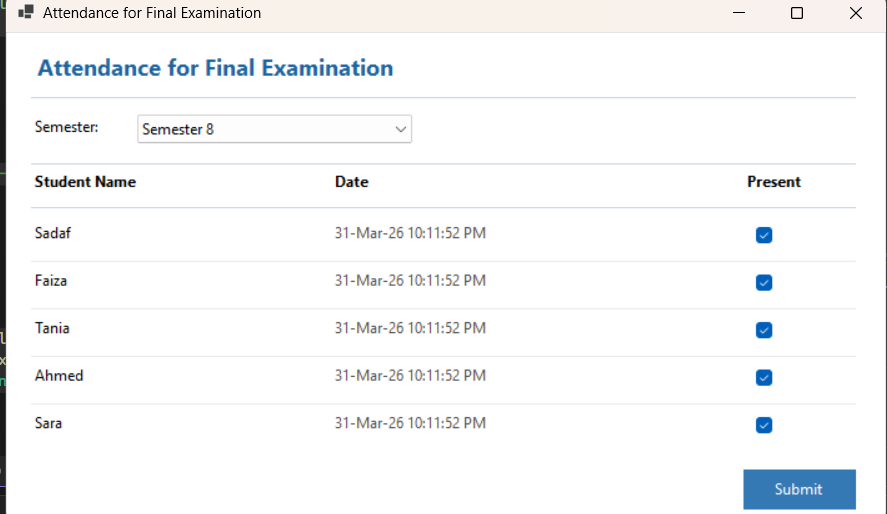 Attendance for Final Examination
Attendance for Final Examination
Semester: Semester 8
Student Name Date Present
Sadaf 31-Mar-26 10:11:52 PM
Faiza 31-Mar-26 10:11:52 PM
Tania 31-Mar-26 10:11:52 PM
Ahmed 31-Mar-26 10:11:52 PM
Sara 31-Mar-26 10:11:52 PM
Submit